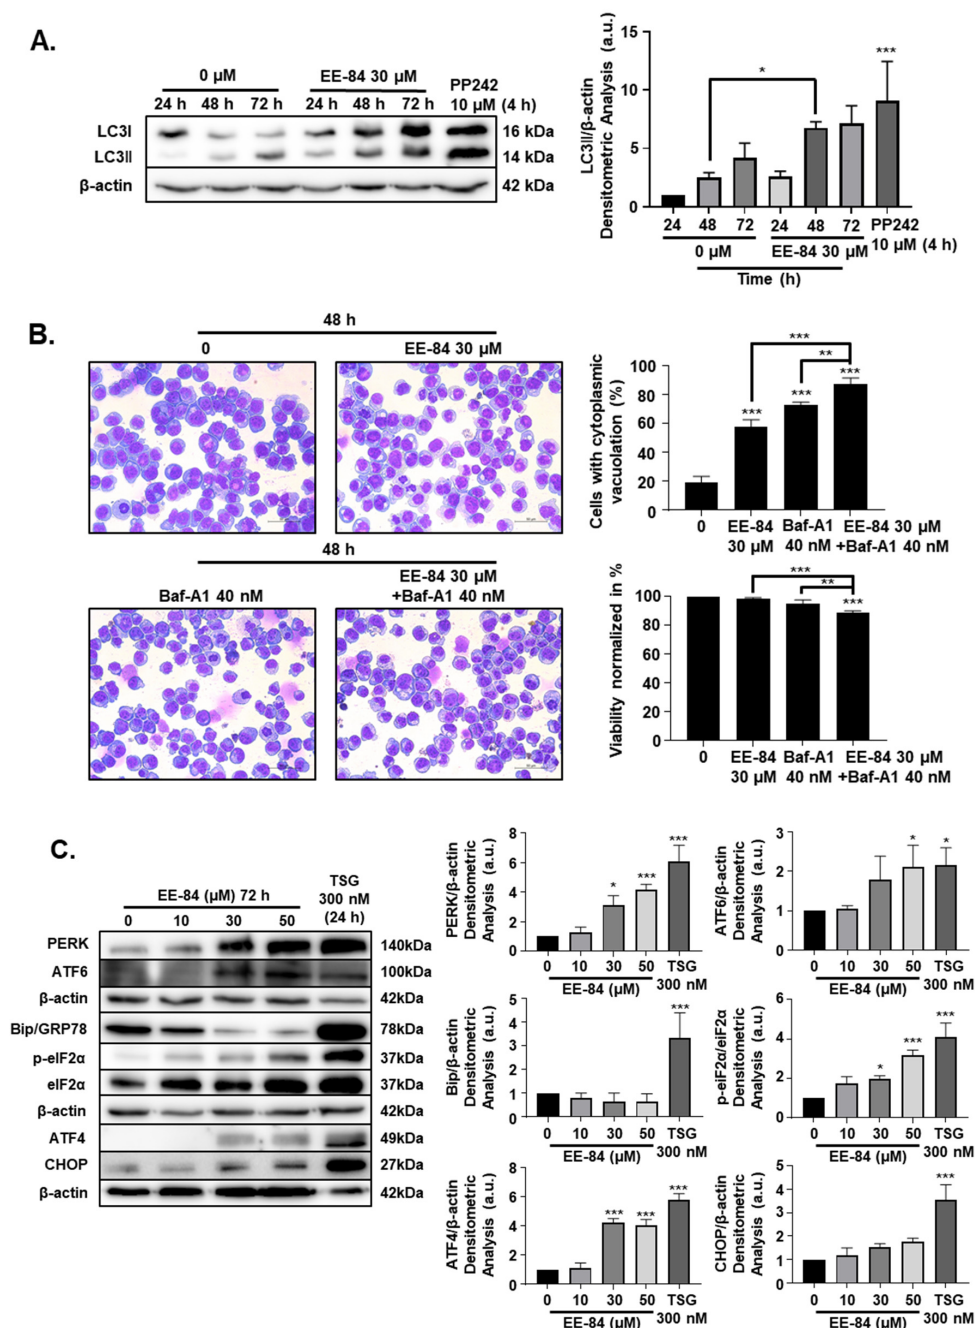 A.
0 µM
EE-84 30 µM
PP242
24 h 48 h 72 h 24 h 48 h 72 h 10 µM (4 h)
LC3I
16 kDa
LC3II
14 kDa
β-actin
42 kDa
LC3II/β-actin
Densitometric Analysis (a.u.)
15
10
5
0
*
***
24 48 72 24 48 72 PP242
10 µM (4 h)
0 µM EE-84 30 µM
Time (h)
B.
48 h
0 EE-84 30 µM
48 h
Baf-A1 40 nM
EE-84 30 µM
+Baf-A1 40 nM
Cells with cytoplasmic
vacuolation (%)
100
80
60
40
20
0
***
**
*** *** ***
0 EE-84 Baf-A1 EE-84 30 µM
30 µM 40 nM +Baf-A1 40 nM
Viability normalized in %
100
80
60
40
20
0
***
**
***
0 EE-84 Baf-A1 EE-84 30 µM
30 µM 40 nM +Baf-A1 40 nM
C.
EE-84 (µM) 72 h
TSG
300 nM
(24 h)
0 10 30 50
PERK 140kDa
ATF6 100kDa
β-actin 42kDa
Bip/GRP78 78kDa
p-eIF2α 37kDa
eIF2α 37kDa
β-actin 42kDa
ATF4 49kDa
CHOP 27kDa
β-actin 42kDa
PERK/β-actin
Densitometric
Analysis (a.u.)
8
6
4
2
0
* *** ***
0 10 30 50 TSG
EE-84 (µM) 300 nM
ATF6/β-actin
Densitometric
Analysis (a.u.)
3
2
1
0
* *
0 10 30 50 TSG
EE-84 (µM) 300 nM
Bip/β-actin
Densitometric
Analysis (a.u.)
5
4
3
2
1
0
***
0 10 30 50 TSG
EE-84 (µM) 300 nM
p-eiF2α/eiF2α
Densitometric
Analysis (a.u.)
6
4
2
0
* *** ***
0 10 30 50 TSG
EE-84 (µM) 300 nM
ATF4/β-actin
Densitometric
Analysis (a.u.)
8
6
4
2
0
*** *** ***
0 10 30 50 TSG
EE-84 (µM) 300 nM
CHOP/β-actin
Densitometric
Analysis (a.u.)
5
4
3
2
1
0
***
0 10 30 50 TSG
EE-84 (µM) 300 nM